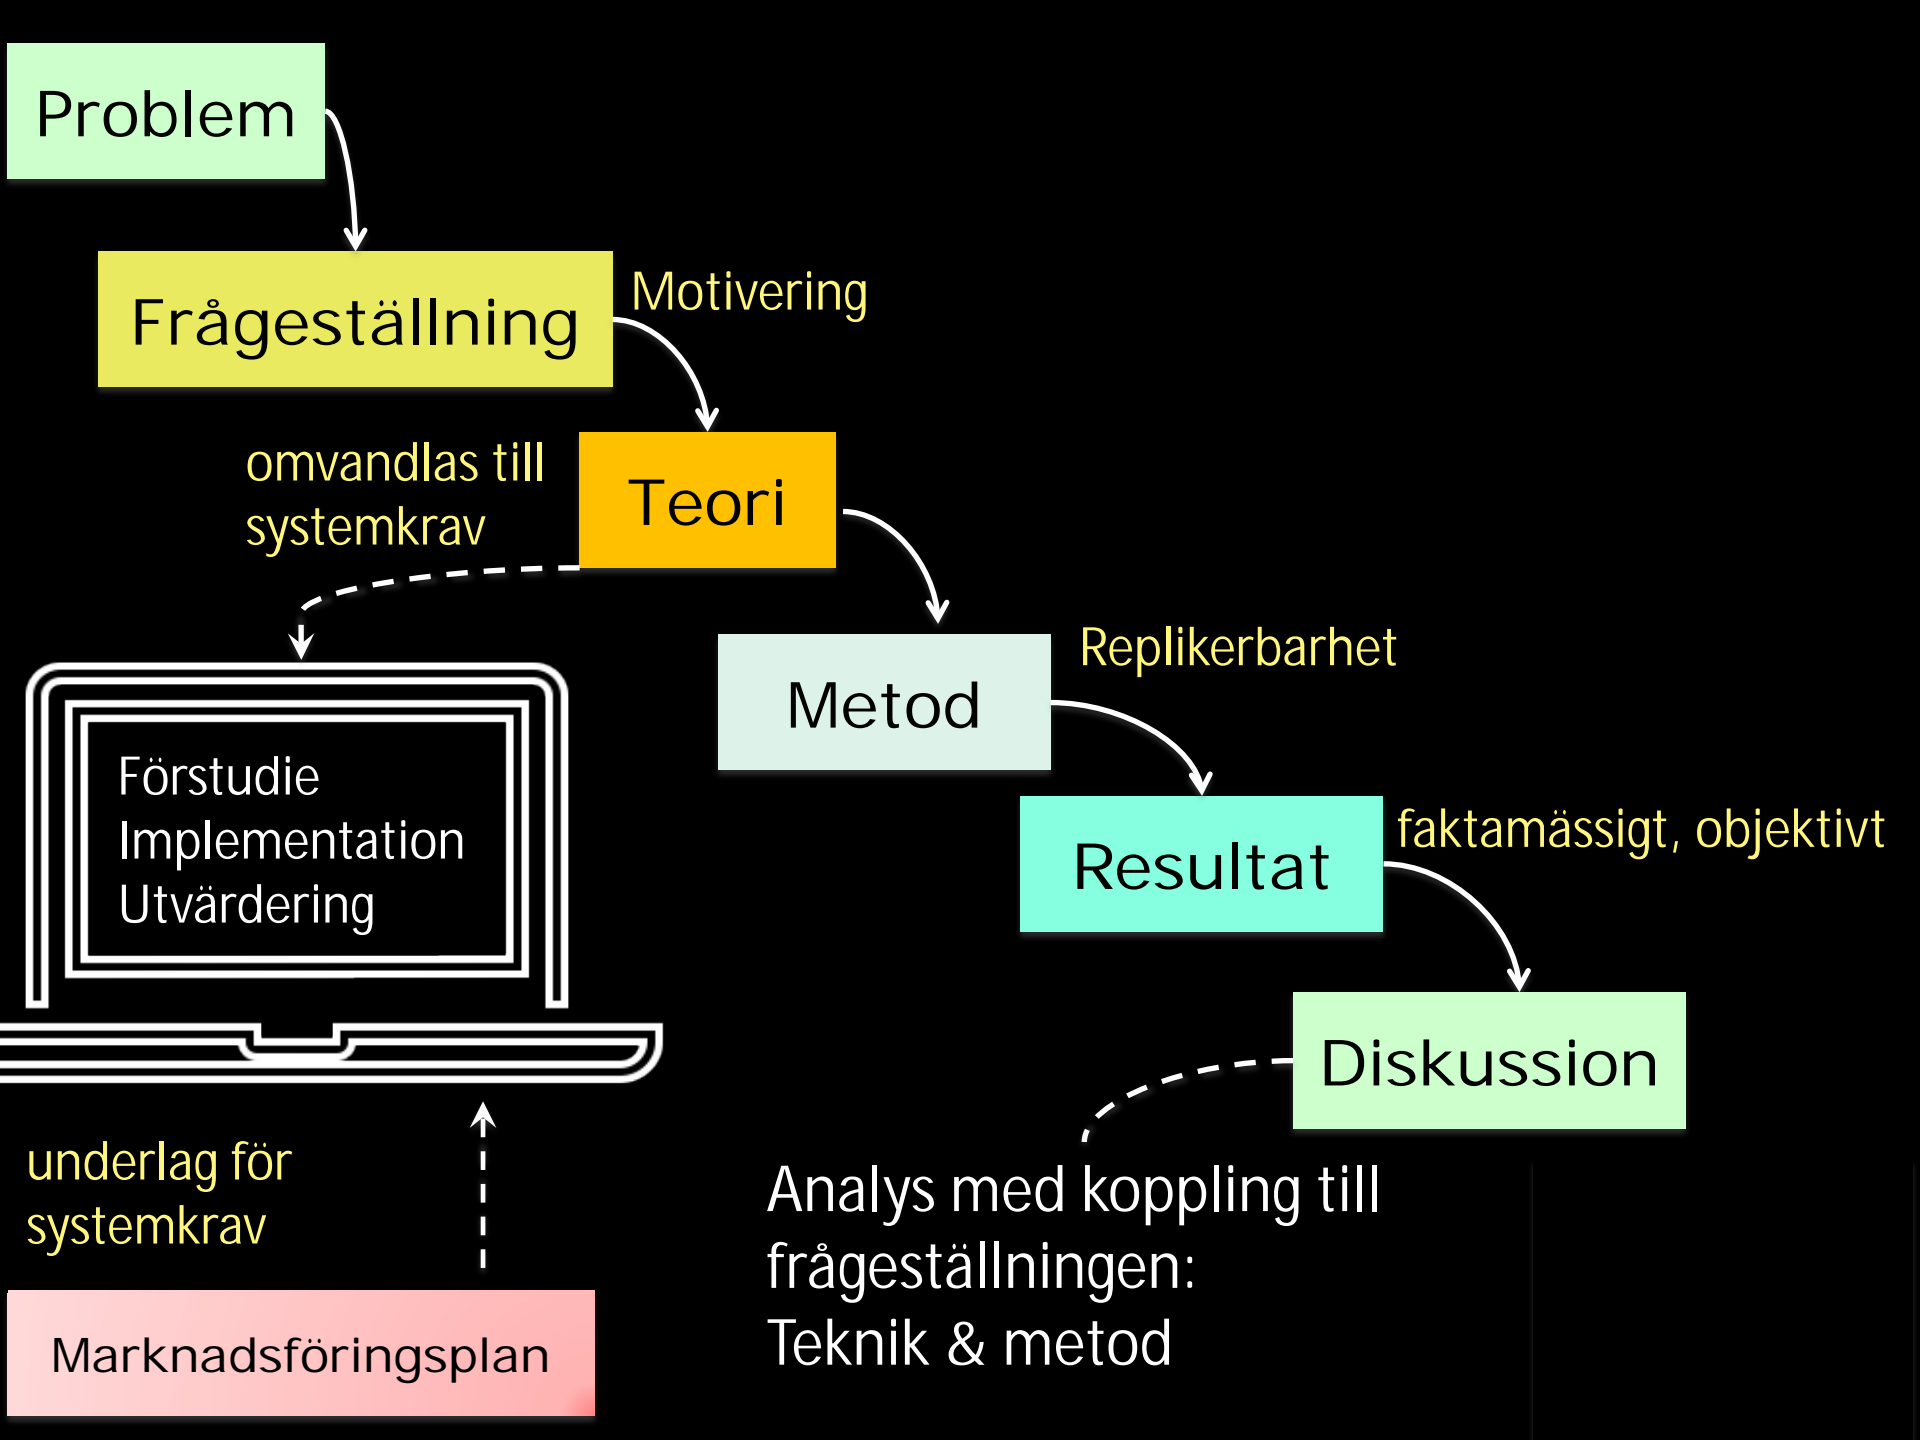 Problem
Frågeställning
Motivering
omvandlas till
systemkrav
Teori
Metod
Replikerbarhet
Förstudie
Implementation
Utvärdering
Resultat
faktamässigt, objektivt
Diskussion
underlag för
systemkrav
Analys med koppling till
frågeställningen:
Teknik & metod
Marknadsföringsplan